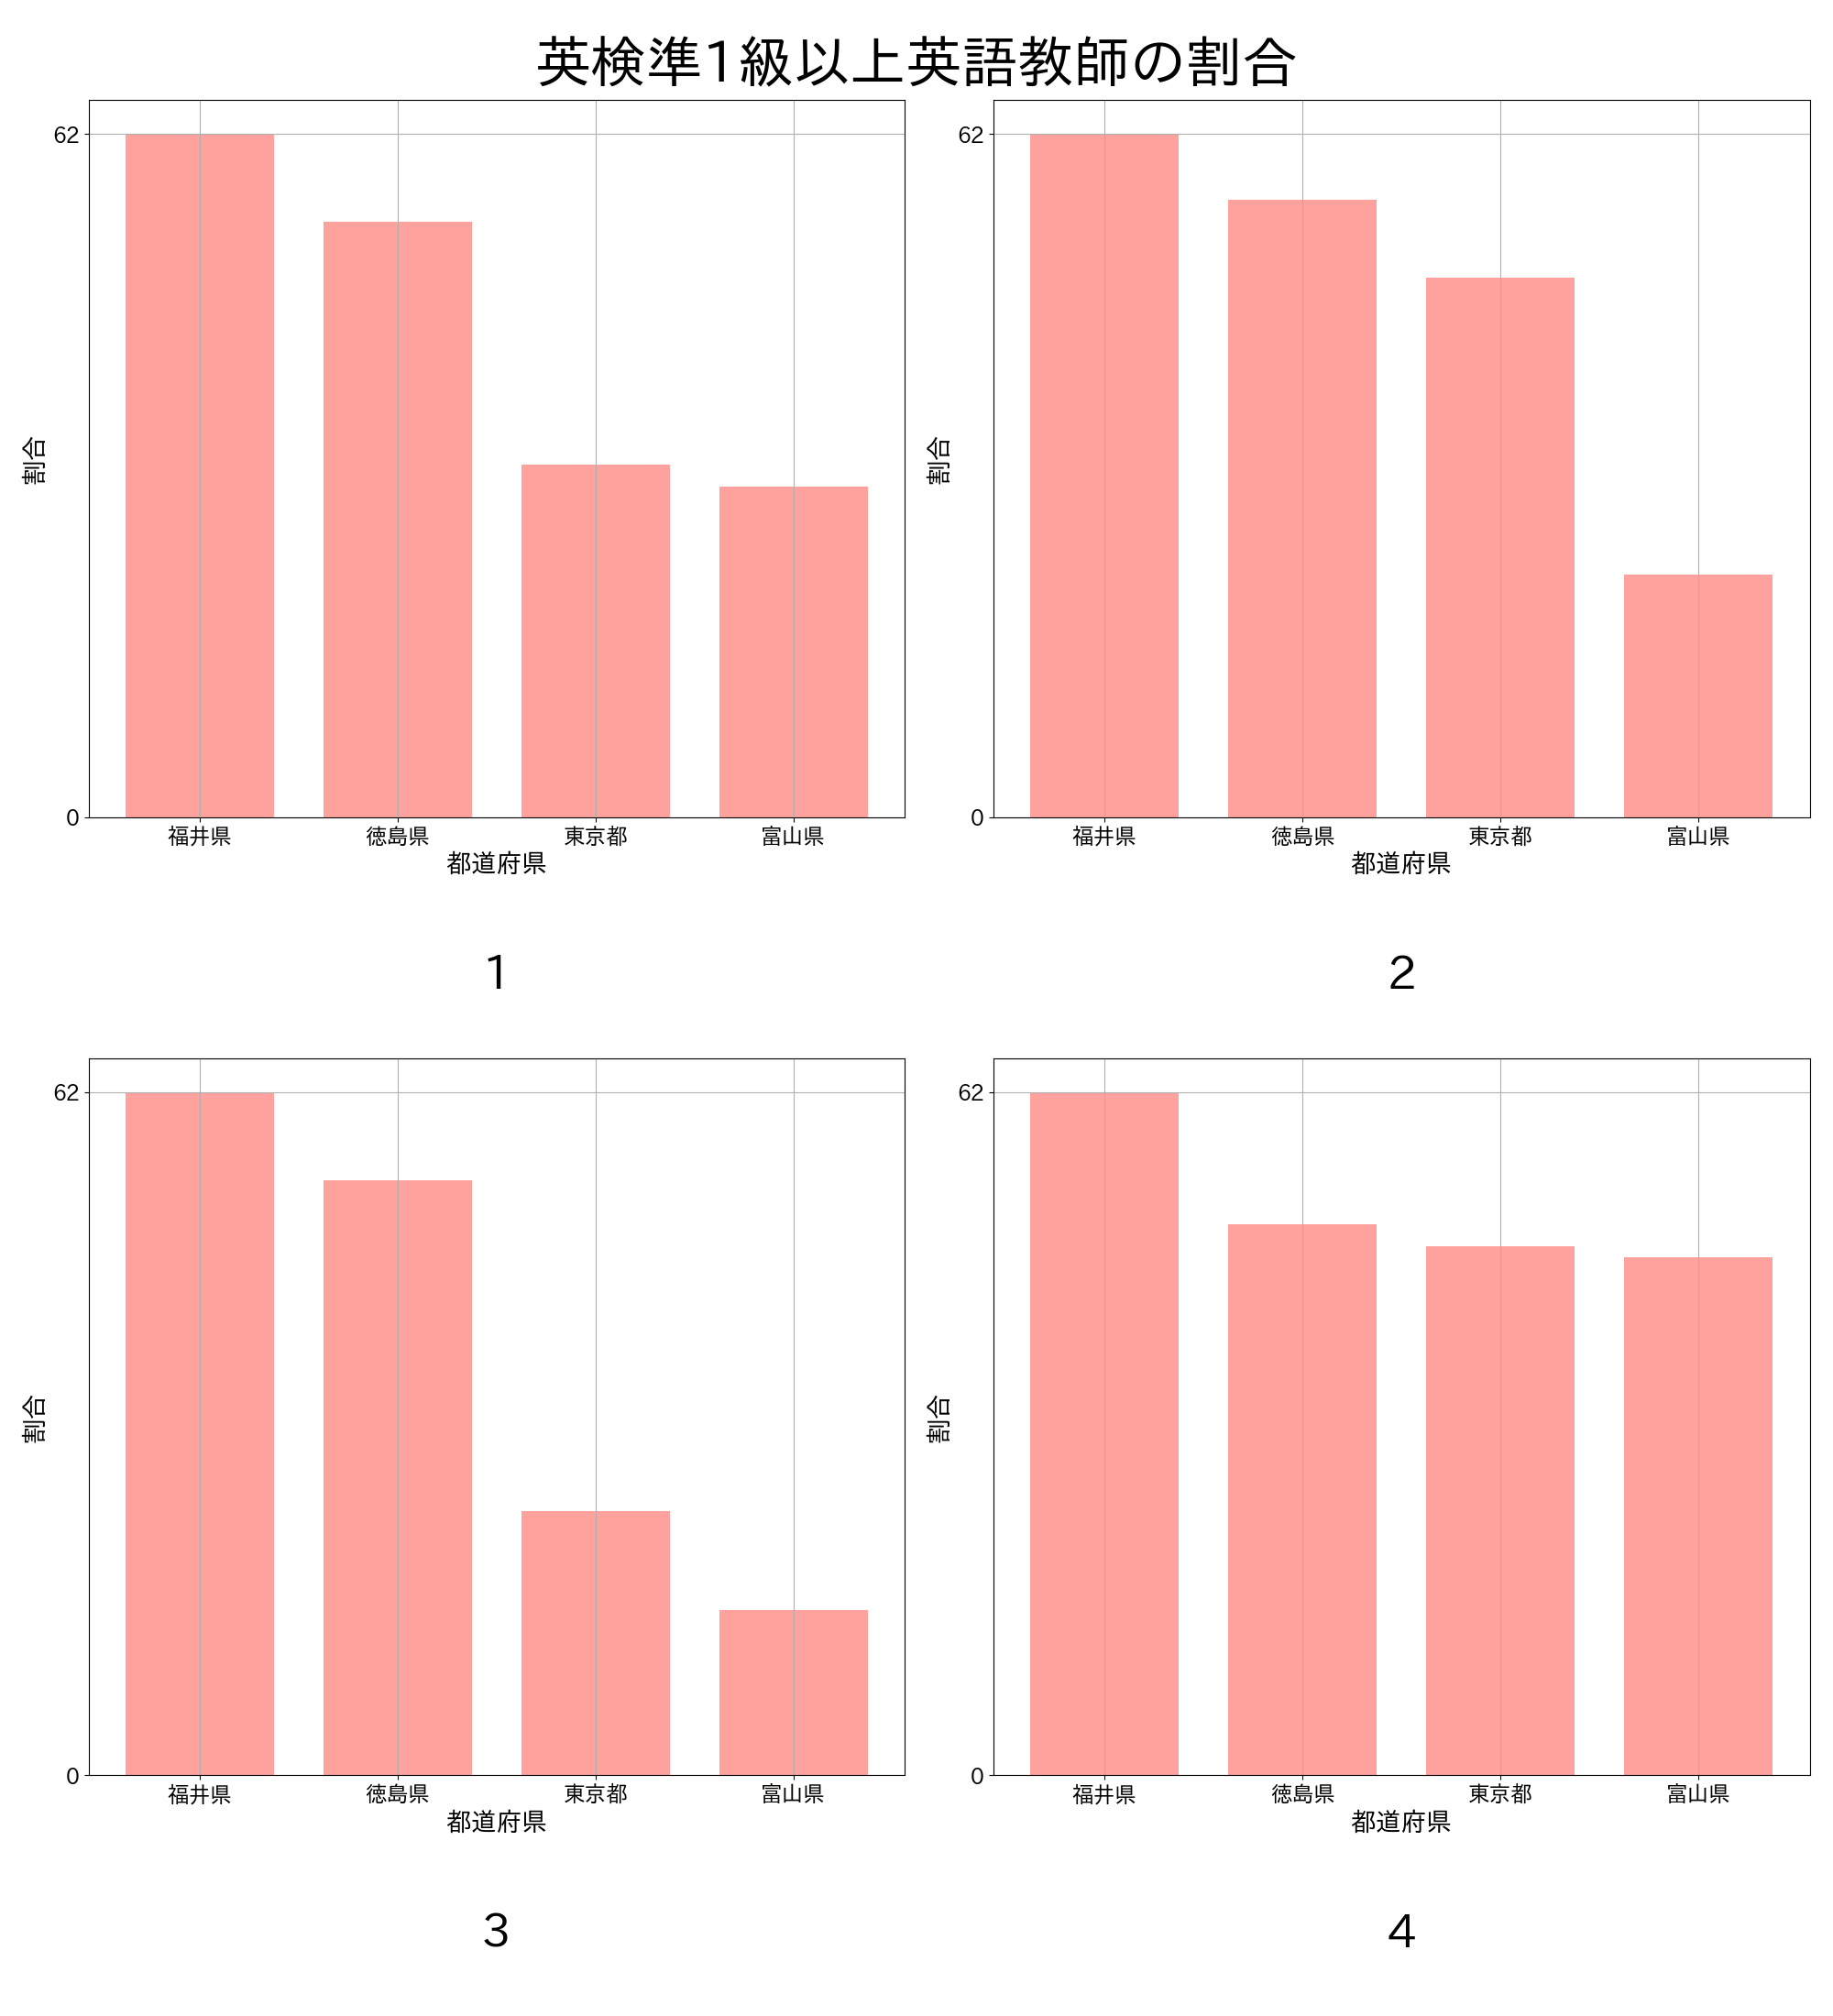 英検準1級以上英語教師の割合
62
割合
0
福井県 徳島県 東京都 富山県
都道府県
1
62
割合
0
福井県 徳島県 東京都 富山県
都道府県
2
62
割合
0
福井県 徳島県 東京都 富山県
都道府県
3
62
割合
0
福井県 徳島県 東京都 富山県
都道府県
4